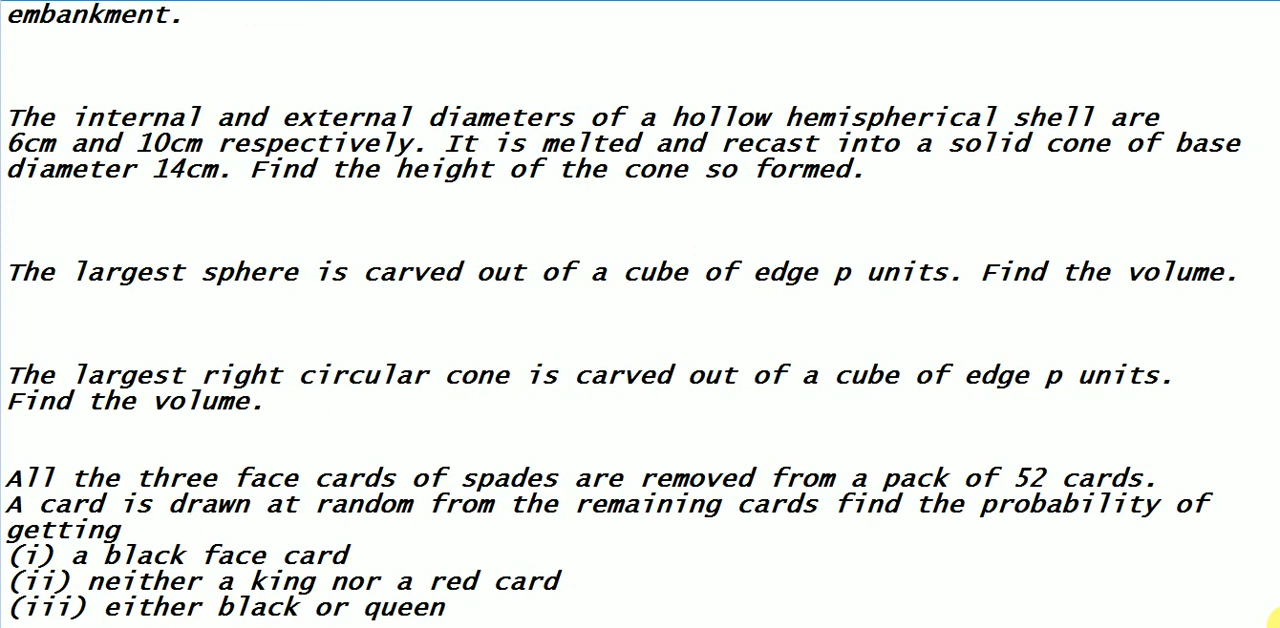 embankment.
The internal and external diameters of a hollow hemispherical shell are
6cm and 10cm respectively. It is melted and recast into a solid cone of base
diameter 14cm. Find the height of the cone so formed.
The largest sphere is carved out of a cube of edge p units. Find the volume.
The largest right circular cone is carved out of a cube of edge p units.
Find the volume.
All the three face cards of spades are removed from a pack of 52 cards.
A card is drawn at random from the remaining cards find the probability of
getting
(i) a black face card
(ii) neither a king nor a red card
(iii) either black or queen